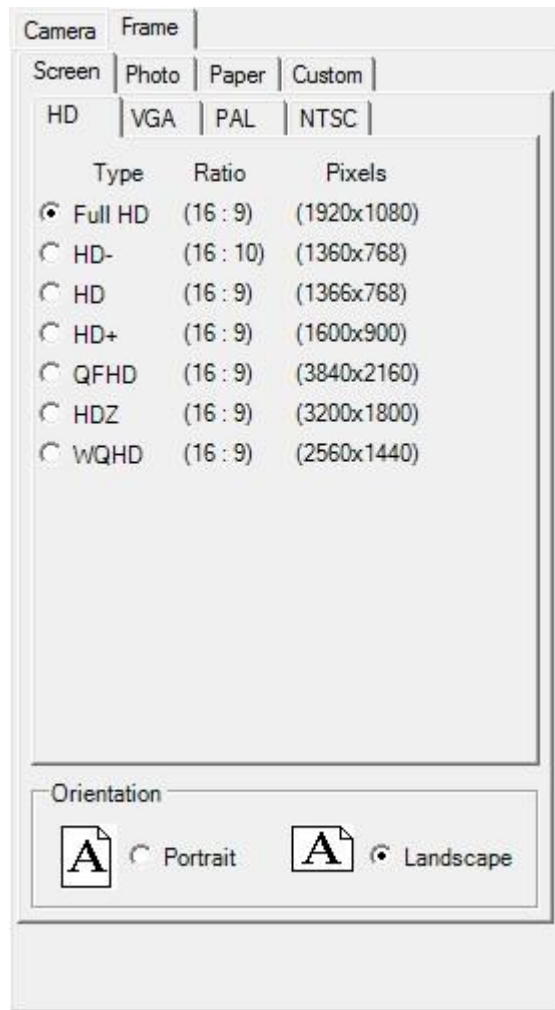 Camera Frame
Screen Photo Paper Custom
HD VGA PAL NTSC
Type Ratio Pixels
Full HD (16 : 9) (1920x1080)
HD- (16 : 10) (1360x768)
HD (16 : 9) (1366x768)
HD+ (16 : 9) (1600x900)
QFHD (16 : 9) (3840x2160)
HDZ (16 : 9) (3200x1800)
WQHD (16 : 9) (2560x1440)
Orientation
A Portrait A Landscape